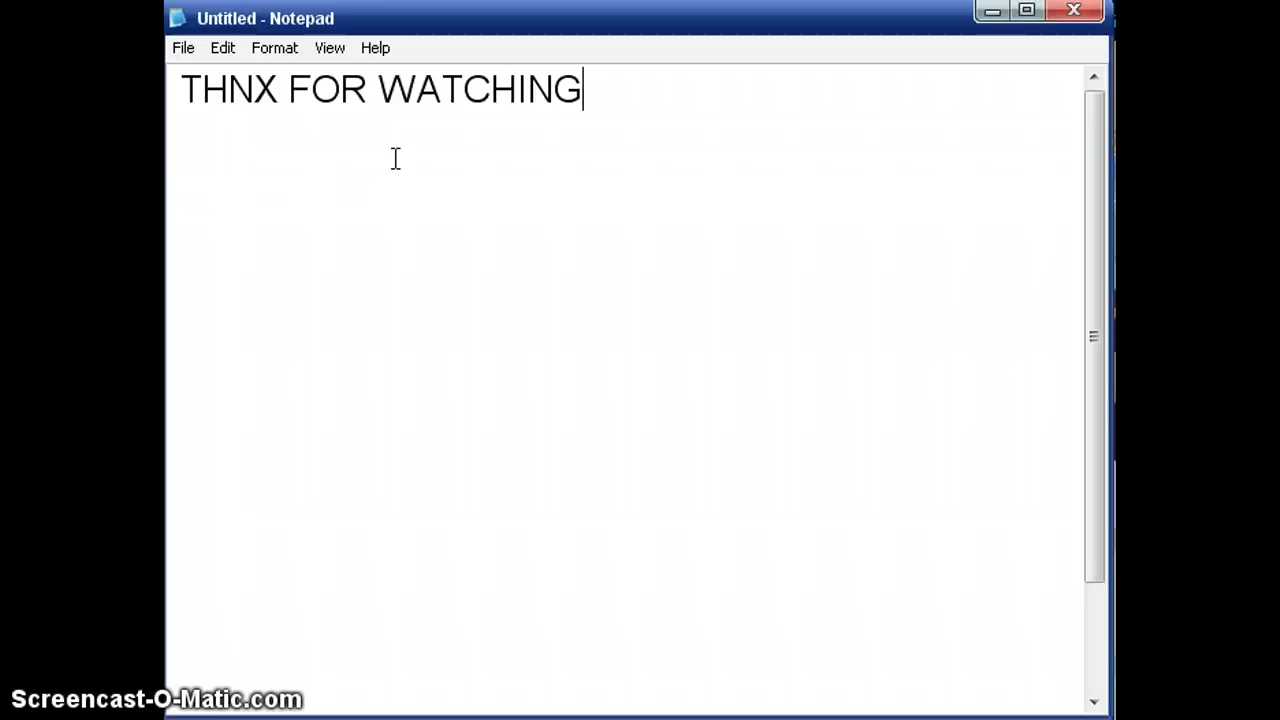 Untitled - Notepad
File Edit Format View Help
THNX FOR WATCHING
Screencast-O-Matic.com